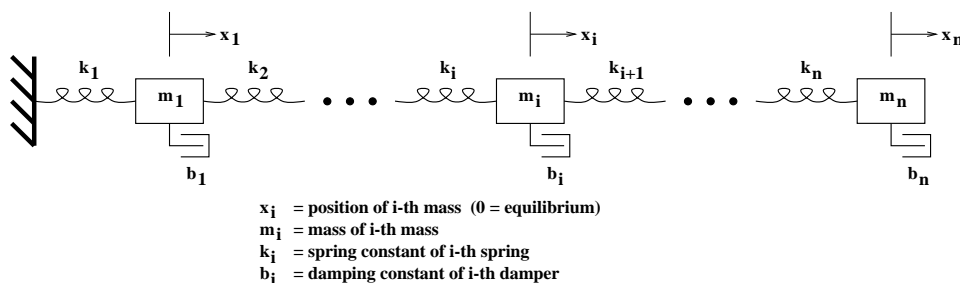 x₁ xᵢ xₙ
k₁ k₂ kᵢ kᵢ₊₁ kₙ
m₁ mᵢ mₙ
b₁ bᵢ bₙ
xᵢ = position of i-th mass (0 = equilibrium)
mᵢ = mass of i-th mass
kᵢ = spring constant of i-th spring
bᵢ = damping constant of i-th damper